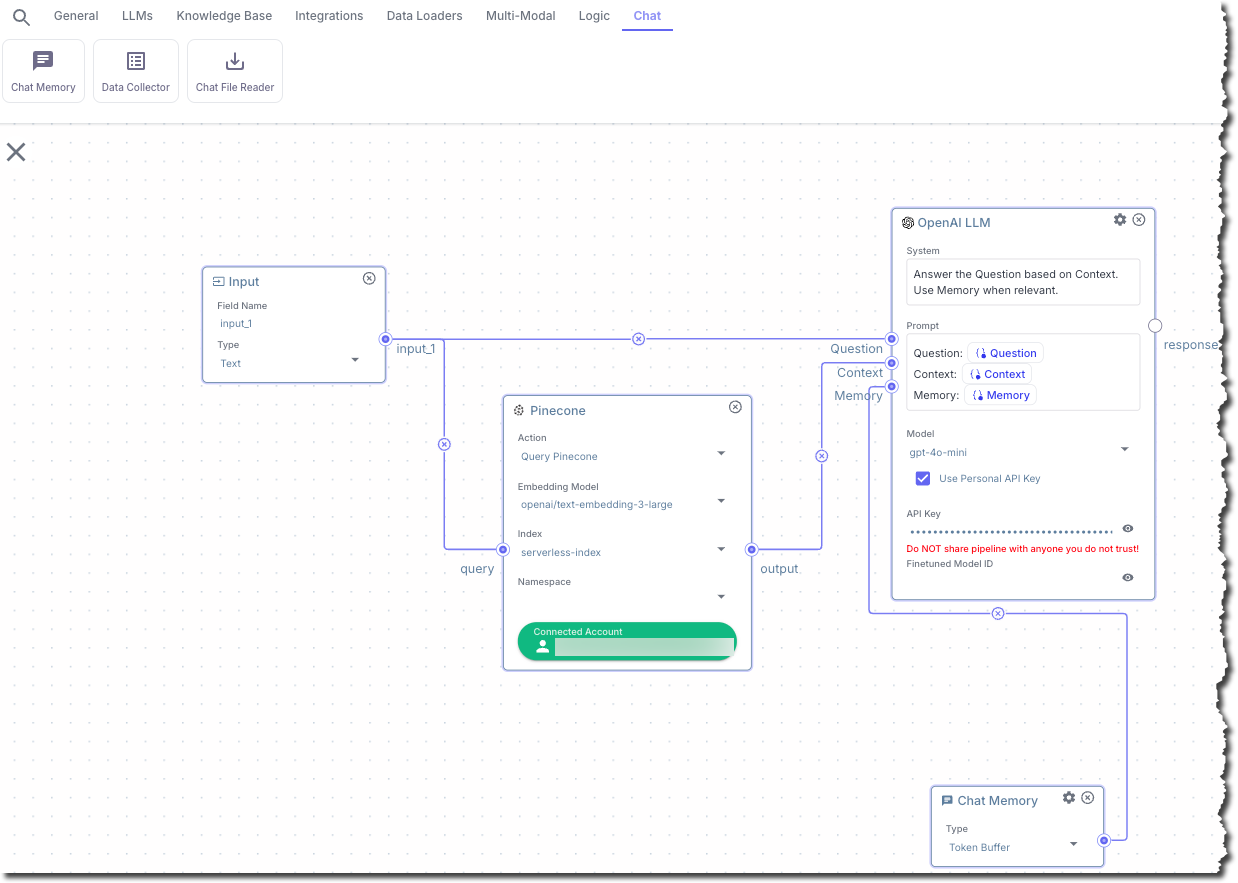 General LLMs Knowledge Base Integrations Data Loaders Multi-Modal Logic Chat
Chat Memory Data Collector Chat File Reader
Input
Field Name
input_1
Type
Text
input_1
Pinecone
Action
Query Pinecone
Embedding Model
openai/text-embedding-3-large
Index
serverless-index
Namespace
Connected Account
query
output
Question
Context
Memory
OpenAI LLM
System
Answer the Question based on Context.
Use Memory when relevant.
Prompt
Question: Question
Context: Context
Memory: Memory
Model
gpt-4o-mini
Use Personal API Key
API Key
Do NOT share pipeline with anyone you do not trust!
Finetuned Model ID
response
Chat Memory
Type
Token Buffer